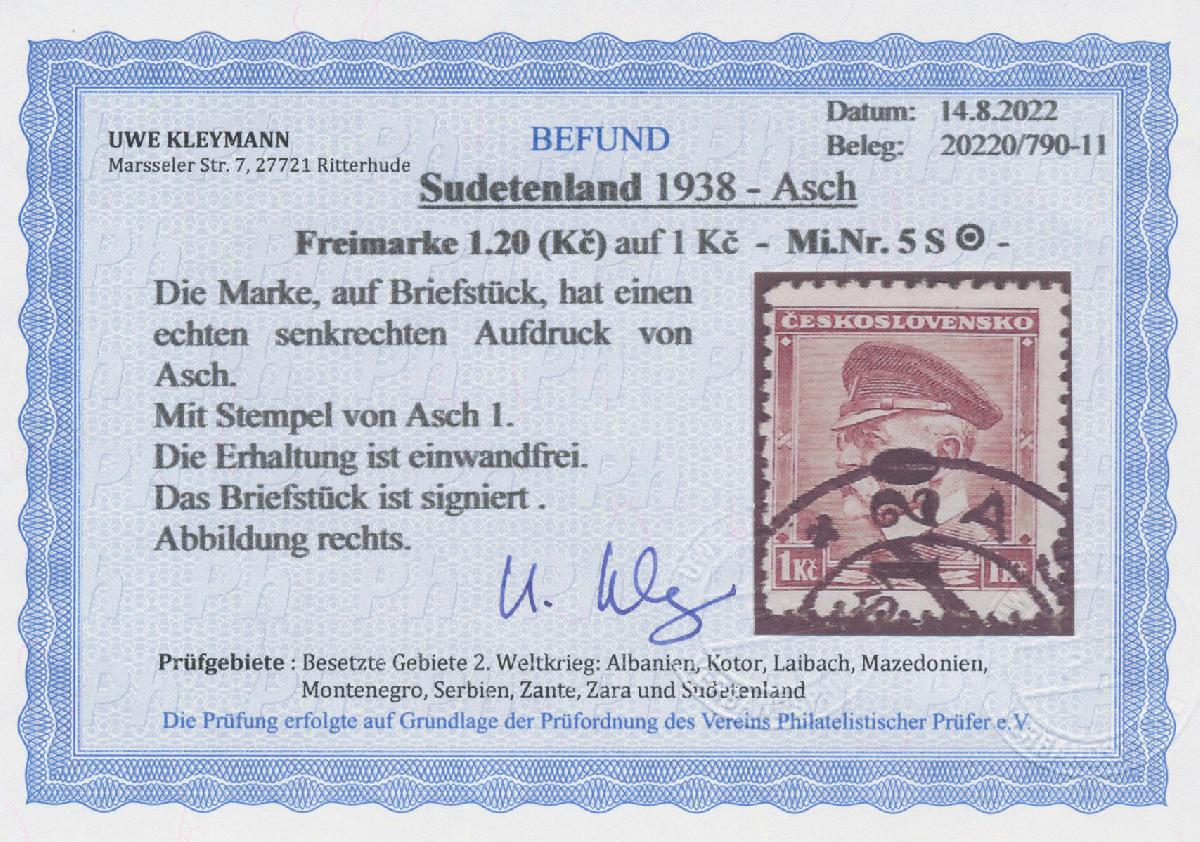 UWE KLEYMANN
Marsseler Str. 7, 27721 Ritterhude
BEFUND
Datum: 14.8.2022
Beleg: 20220/790-11
Sudetenland 1938 - Asch
Freimarke 1.20 (Kč) auf 1 Kč - Mi.Nr. 5 S ⊙ -
Die Marke, auf Briefstück, hat einen
echten senkrechten Aufdruck von
Asch.
Mit Stempel von Asch 1.
Die Erhaltung ist einwandfrei.
Das Briefstück ist signiert .
Abbildung rechts.
ČESKOSLOVENSKO
1.20
* A
1Kč 1Kč
Prüfgebiete : Besetzte Gebiete 2. Weltkrieg: Albanien, Kotor, Laibach, Mazedonien,
Montenegro, Serbien, Zante, Zara und Sudetenland
Die Prüfung erfolgte auf Grundlage der Prüfordnung des Vereins Philatelistischer Prüfer e.V.